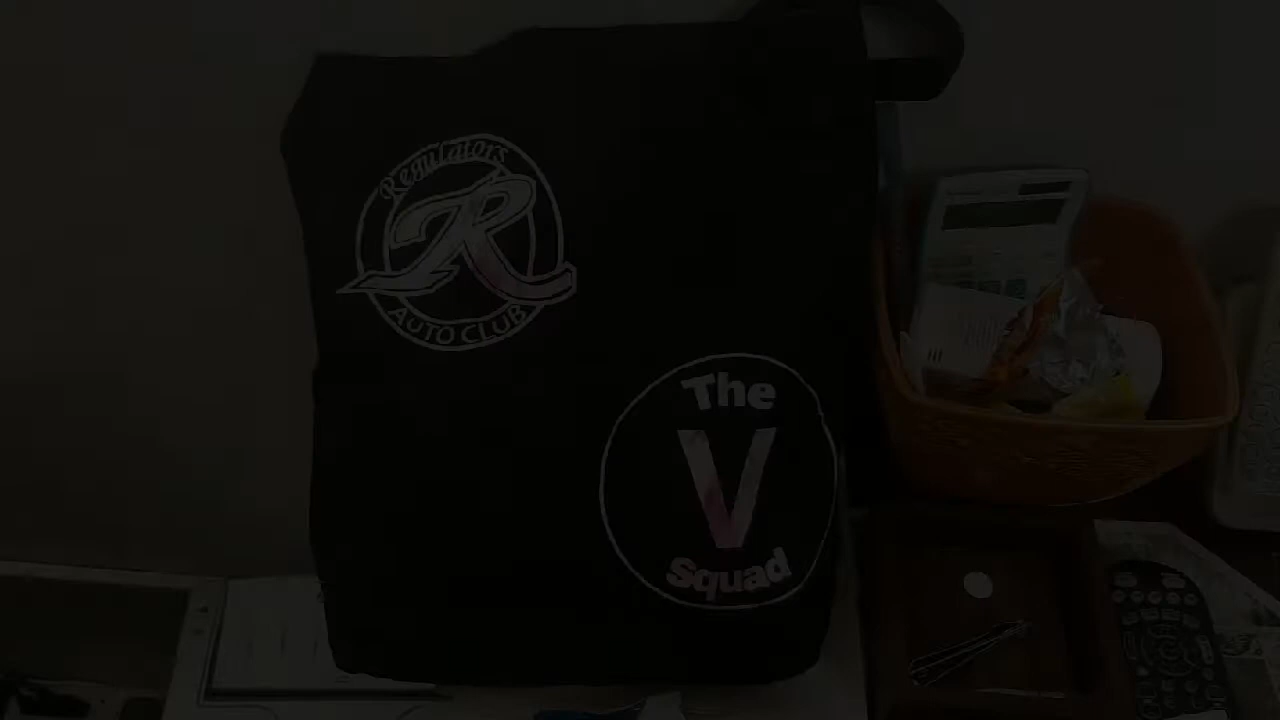 Regulators
R
AUTO CLUB
The
V
Squad